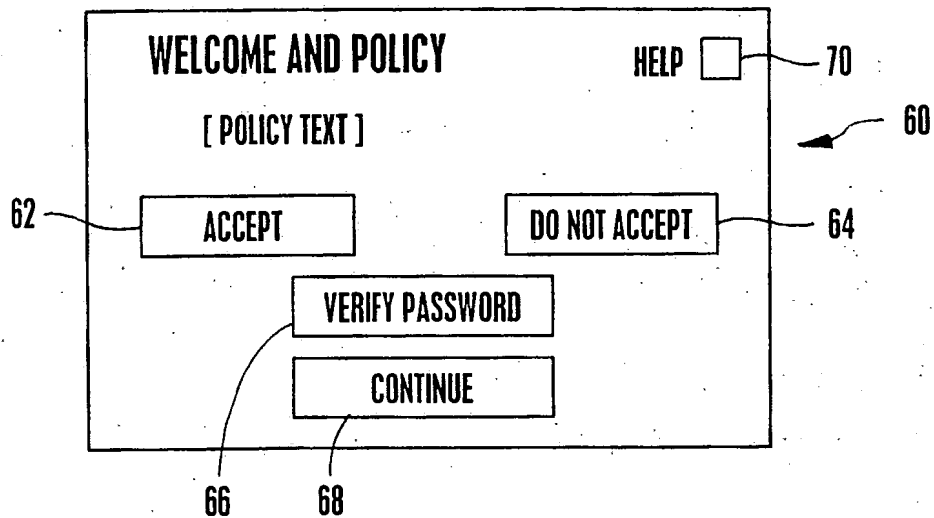 WELCOME AND POLICY
HELP
70
[ POLICY TEXT ]
60
62
ACCEPT
DO NOT ACCEPT
64
VERIFY PASSWORD
CONTINUE
66
68